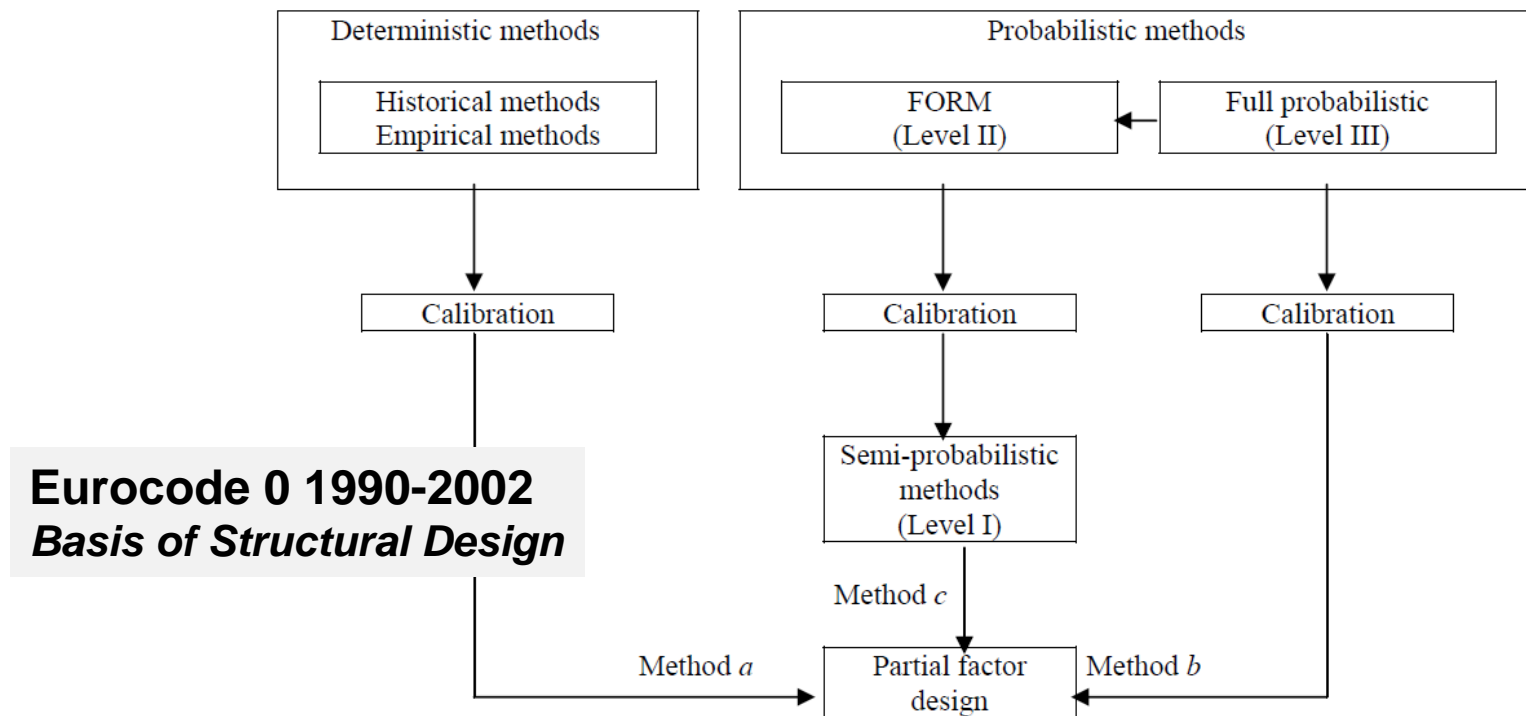 Deterministic methods
Probabilistic methods
Historical methods
Empirical methods
FORM
(Level II)
Full probabilistic
(Level III)
Calibration
Calibration
Calibration
Semi-probabilistic
methods
(Level I)
Eurocode 0 1990-2002
Basis of Structural Design
Method c
Method a
Partial factor
design
Method b